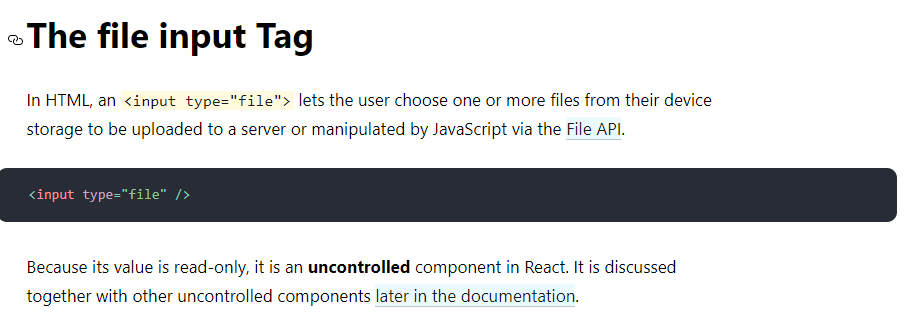 The file input Tag
In HTML, an <input type="file"> lets the user choose one or more files from their device
storage to be uploaded to a server or manipulated by JavaScript via the File API.
<input type="file" />
Because its value is read-only, it is an uncontrolled component in React. It is discussed
together with other uncontrolled components later in the documentation.